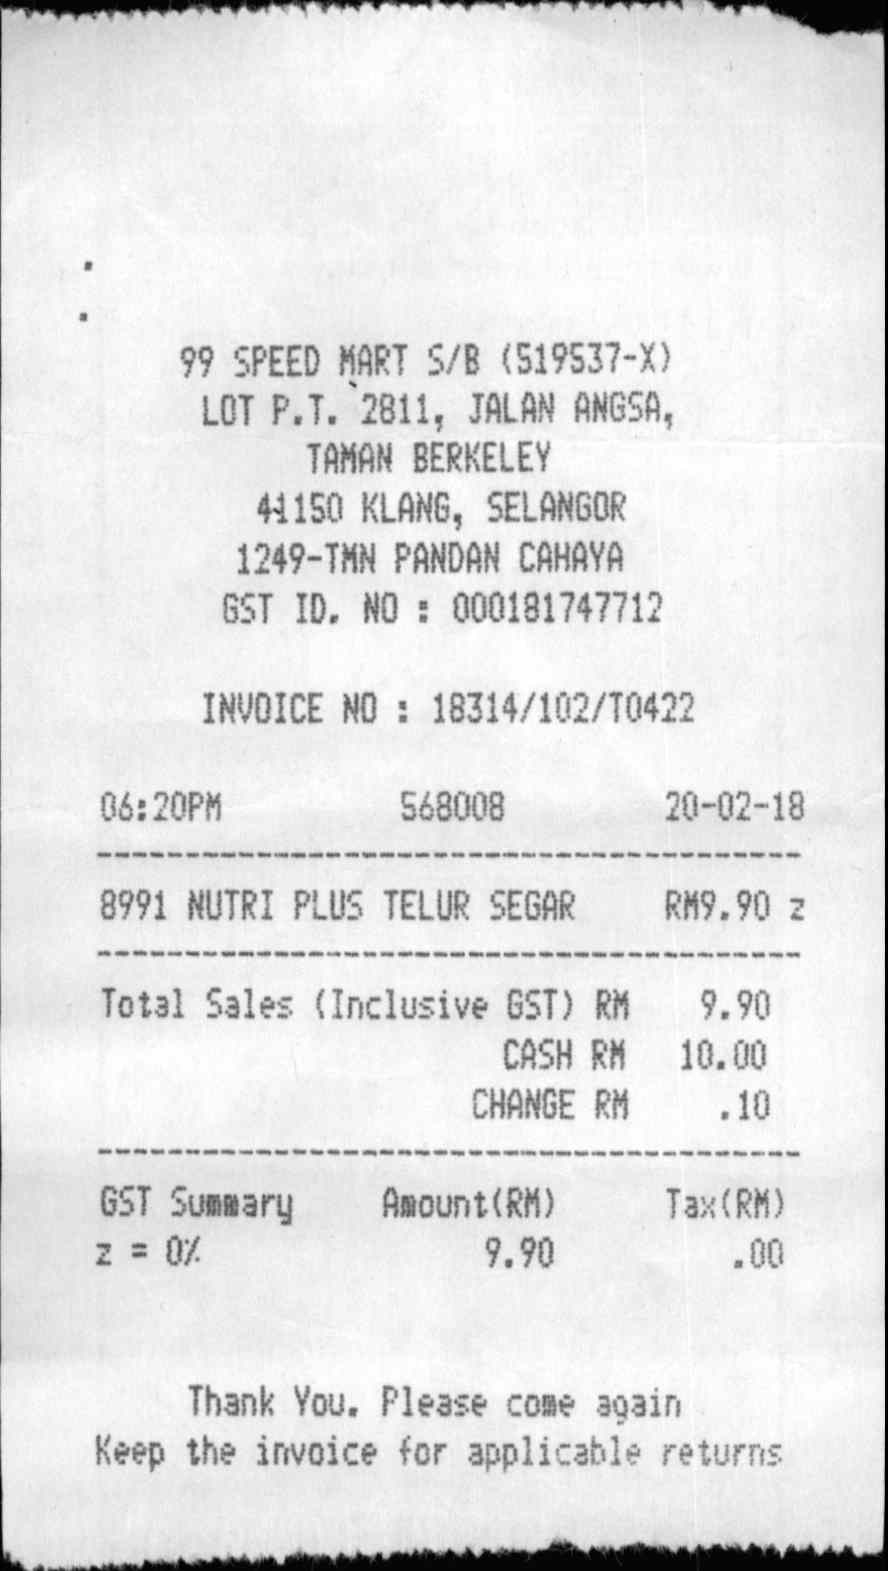 99 SPEED MART S/B (519537-X)
LOT P.T. 2811, JALAN ANGSA,
TAMAN BERKELEY
41150 KLANG, SELANGOR
1249-TMN PANDAN CAHAYA
GST ID. NO : 000181747712
INVOICE NO : 18314/102/T0422
06:20PM 568008 20-02-18
8991 NUTRI PLUS TELUR SEGAR RM9.90 z
Total Sales (Inclusive GST) RM 9.90
CASH RM 10.00
CHANGE RM .10
GST Summary Amount(RM) Tax(RM)
z = 0% 9.90 .00
Thank You. Please come again
Keep the invoice for applicable returns